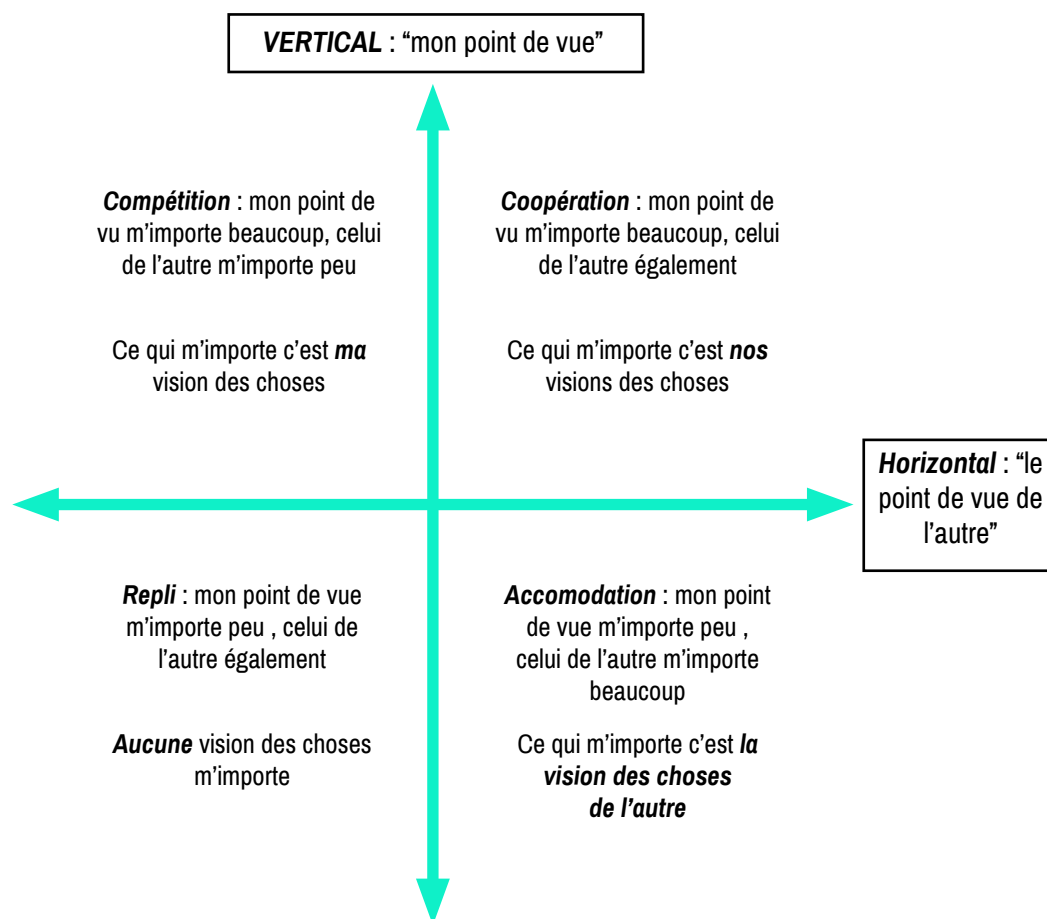 VERTICAL : “mon point de vue”
Compétition : mon point de
vu m’importe beaucoup, celui
de l’autre m’importe peu
Ce qui m’importe c’est ma
vision des choses
Coopération : mon point de
vu m’importe beaucoup, celui
de l’autre également
Ce qui m’importe c’est nos
visions des choses
Horizontal : “le
point de vue de
l’autre”
Repli : mon point de vue
m’importe peu , celui de
l’autre également
Aucune vision des choses
m’importe
Accomodation : mon point
de vue m’importe peu ,
celui de l’autre m’importe
beaucoup
Ce qui m’importe c’est la
vision des choses
de l’autre